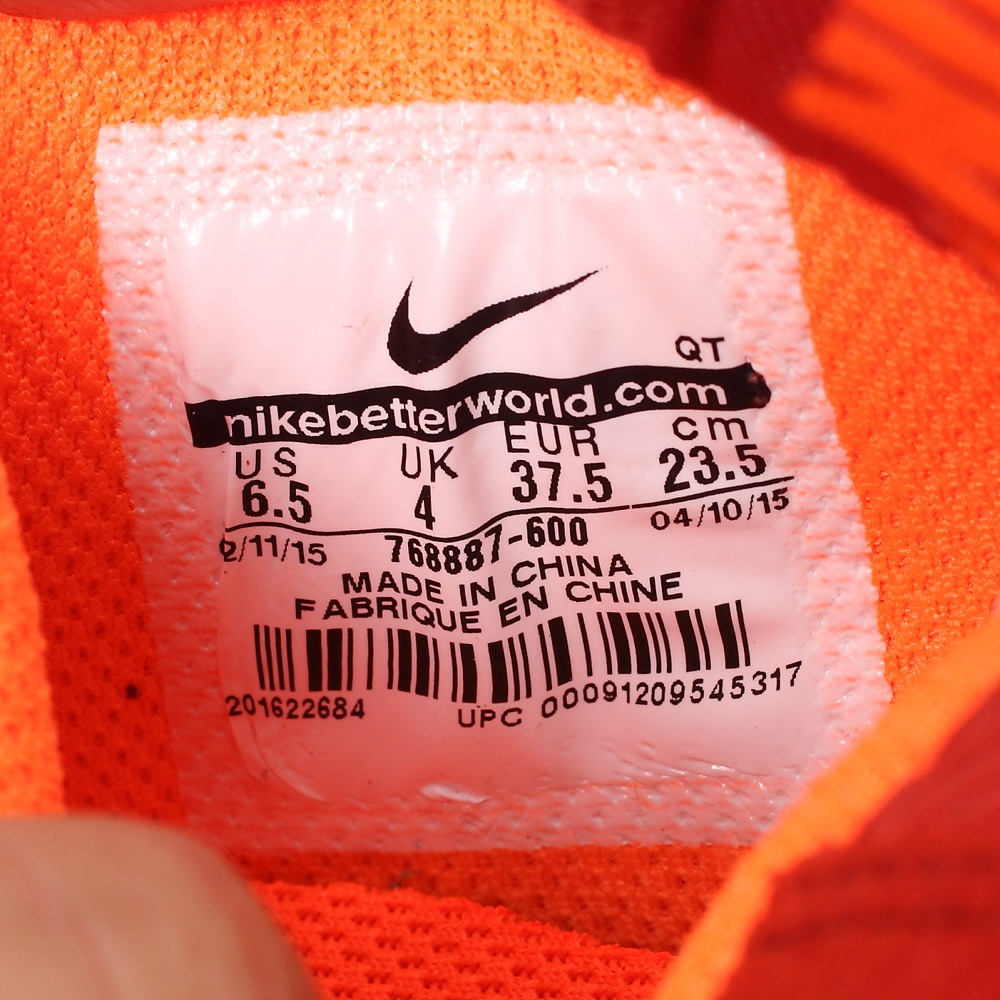 QT
nikebetterworld.com
US UK EUR cm
6.5 4 37.5 23.5
2/11/15 768887-600 04/10/15
MADE IN CHINA
FABRIQUE EN CHINE
201622684 UPC 00091209545317